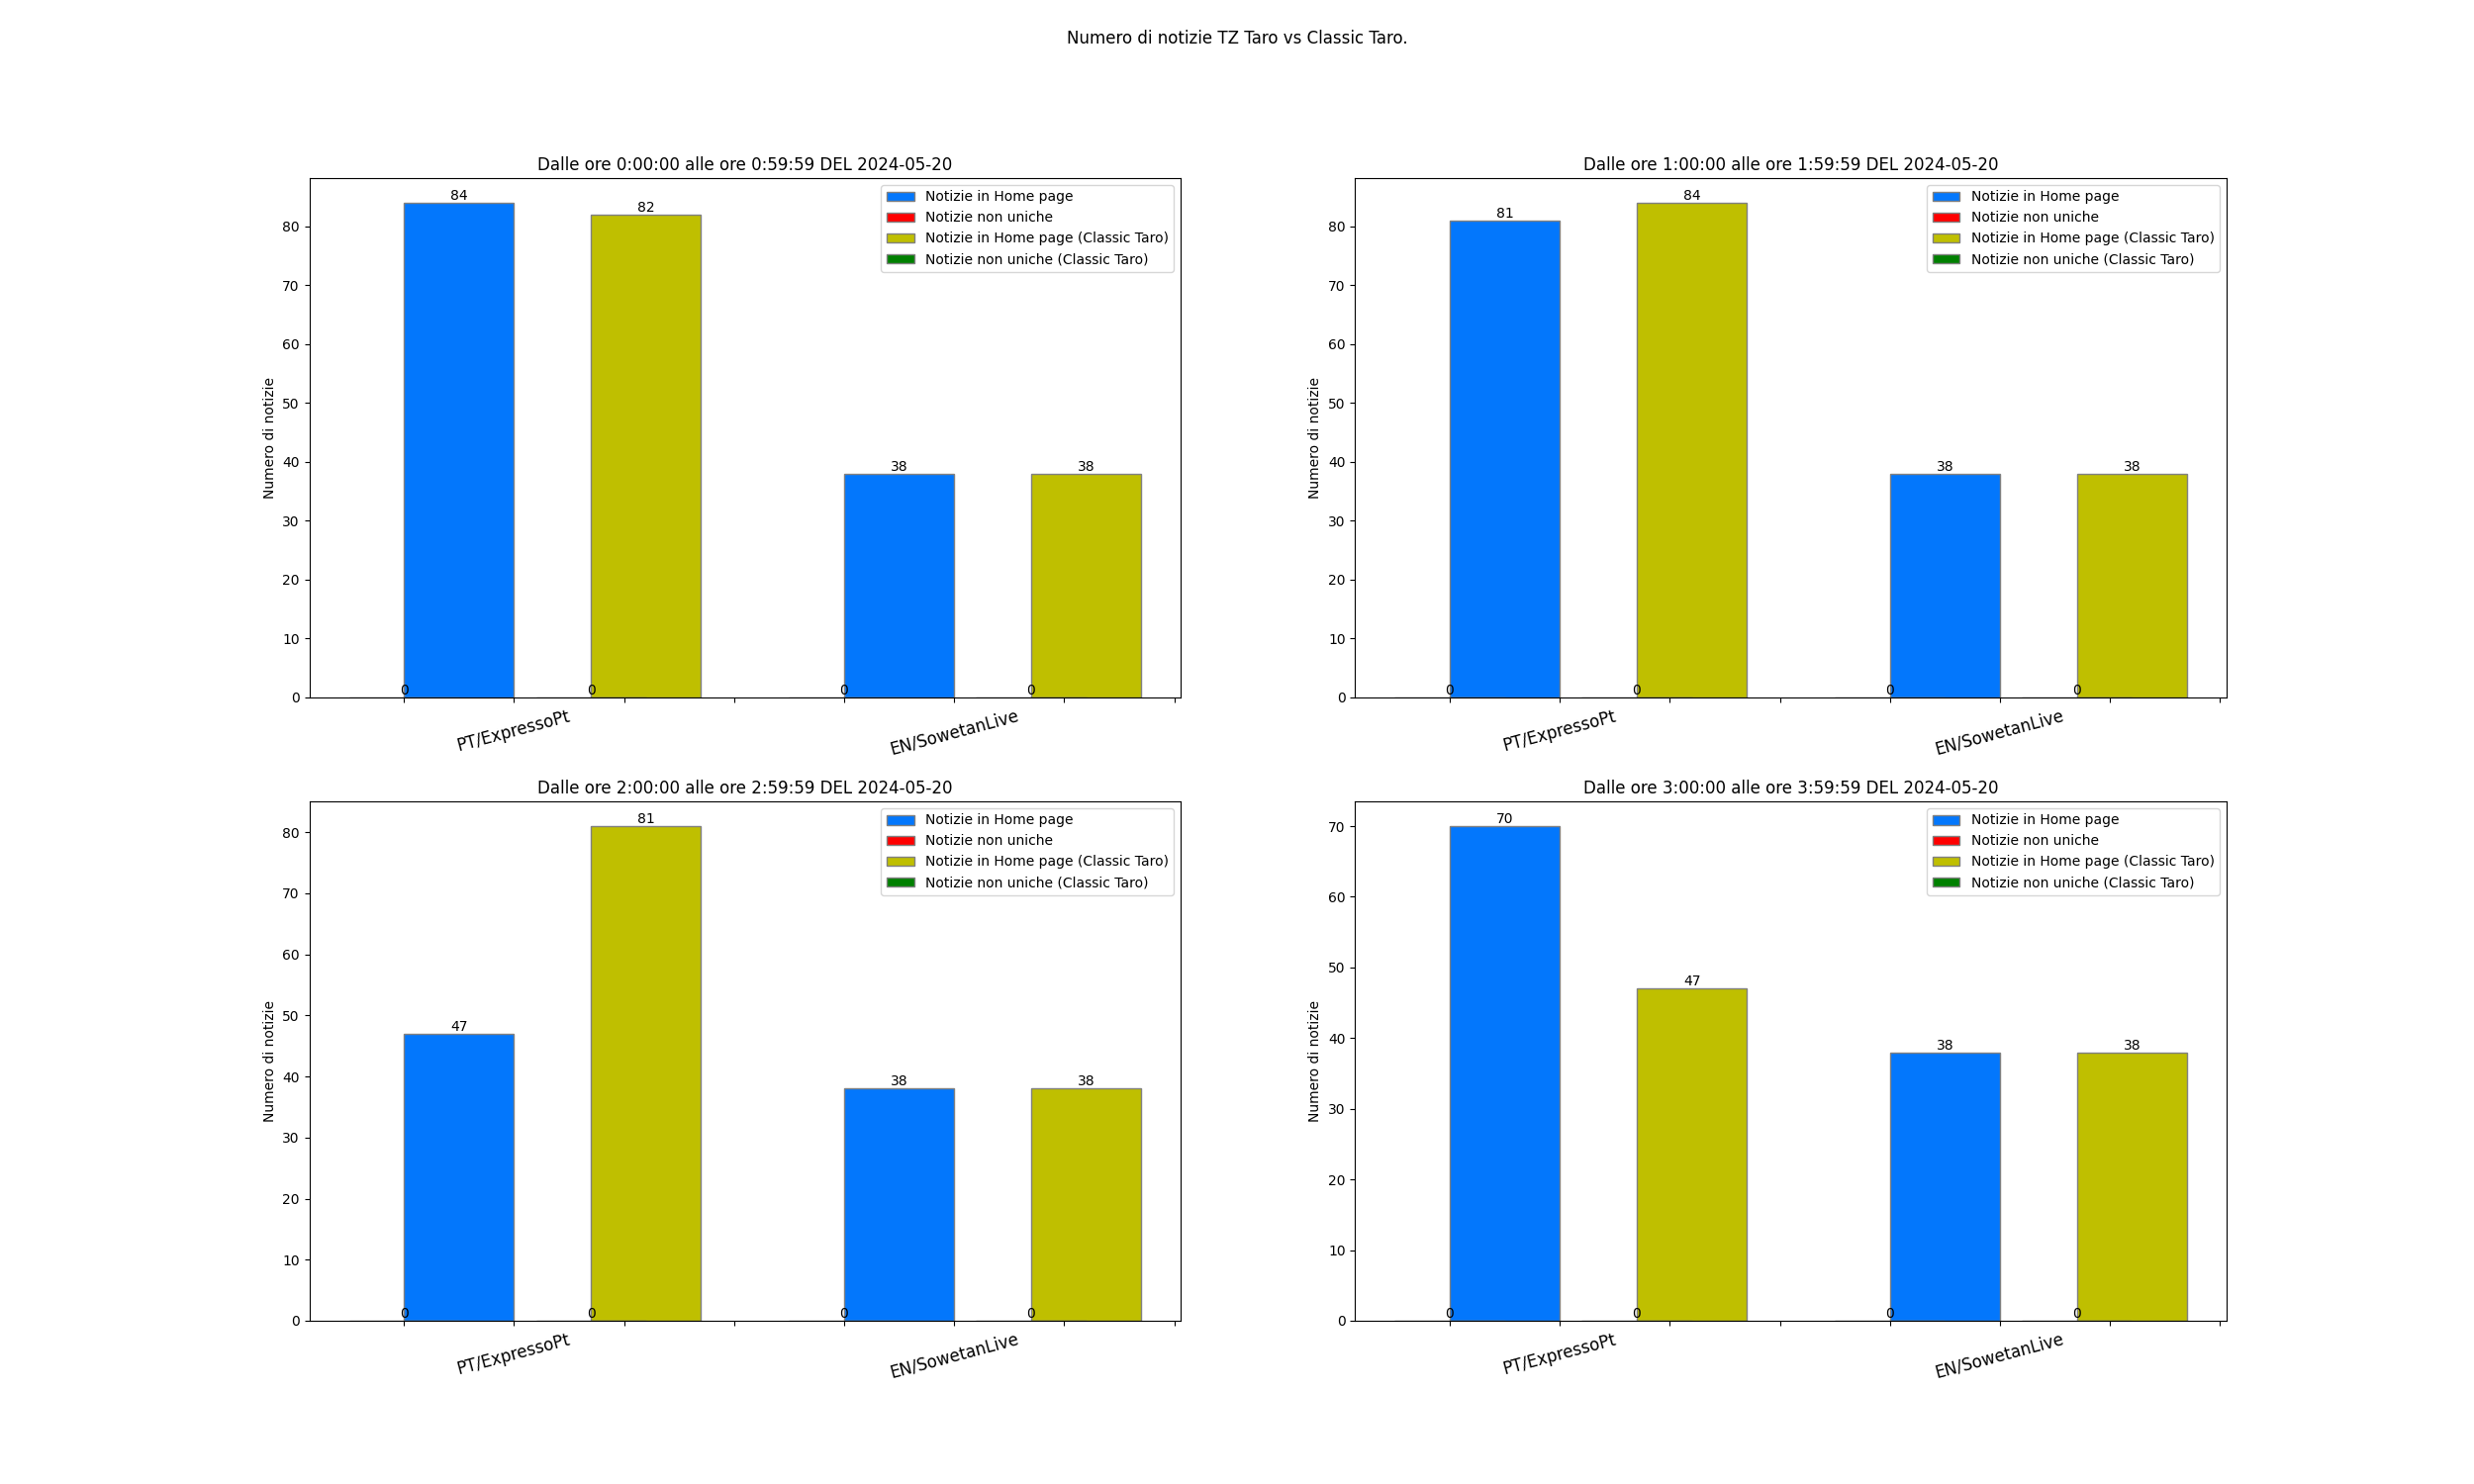 Numero di notizie TZ Taro vs Classic Taro.
Dalle ore 0:00:00 alle ore 0:59:59 DEL 2024-05-20
Numero di notizie
80
70
60
50
40
30
20
10
0
84
82
38
38
0
0
0
0
Notizie in Home page
Notizie non uniche
Notizie in Home page (Classic Taro)
Notizie non uniche (Classic Taro)
PT/ExpressoPt
EN/SowetanLive
Dalle ore 1:00:00 alle ore 1:59:59 DEL 2024-05-20
Numero di notizie
80
70
60
50
40
30
20
10
0
81
84
38
38
0
0
0
0
Notizie in Home page
Notizie non uniche
Notizie in Home page (Classic Taro)
Notizie non uniche (Classic Taro)
PT/ExpressoPt
EN/SowetanLive
Dalle ore 2:00:00 alle ore 2:59:59 DEL 2024-05-20
Numero di notizie
80
70
60
50
40
30
20
10
0
47
81
38
38
0
0
0
0
Notizie in Home page
Notizie non uniche
Notizie in Home page (Classic Taro)
Notizie non uniche (Classic Taro)
PT/ExpressoPt
EN/SowetanLive
Dalle ore 3:00:00 alle ore 3:59:59 DEL 2024-05-20
Numero di notizie
70
60
50
40
30
20
10
0
70
47
38
38
0
0
0
0
Notizie in Home page
Notizie non uniche
Notizie in Home page (Classic Taro)
Notizie non uniche (Classic Taro)
PT/ExpressoPt
EN/SowetanLive